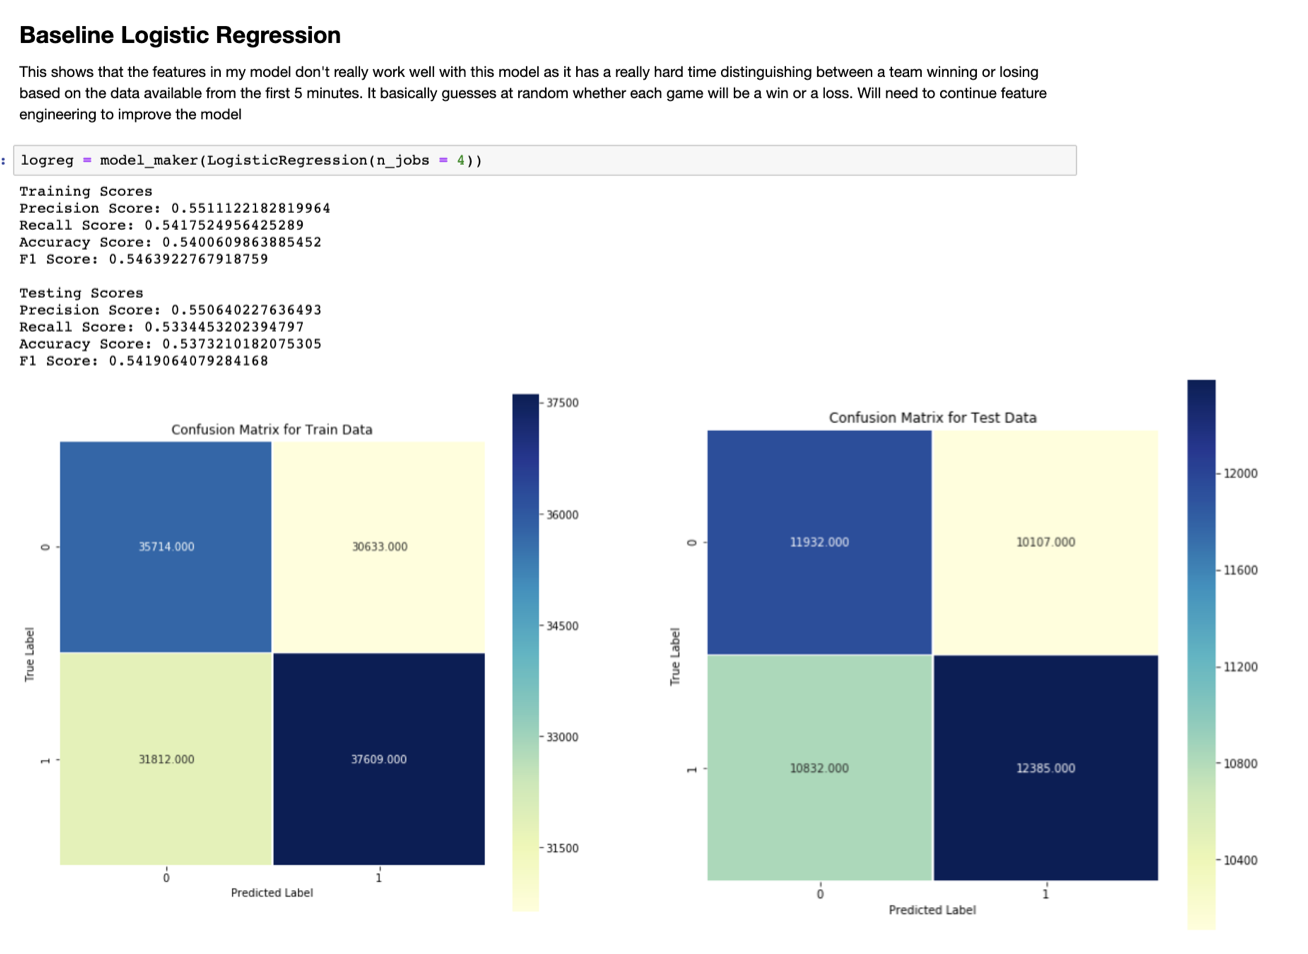 Baseline Logistic Regression
This shows that the features in my model don't really work well with this model as it has a really hard time distinguishing between a team winning or losing
based on the data available from the first 5 minutes. It basically guesses at random whether each game will be a win or a loss. Will need to continue feature
engineering to improve the model
: logreg = model_maker(LogisticRegression(n_jobs = 4))
Training Scores
Precision Score: 0.5511122182819964
Recall Score: 0.5417524956425289
Accuracy Score: 0.5400609863885452
F1 Score: 0.5463922767918759
Testing Scores
Precision Score: 0.550640227636493
Recall Score: 0.5334453202394797
Accuracy Score: 0.5373210182075305
F1 Score: 0.5419064079284168
Confusion Matrix for Train Data
35714.000
30633.000
31812.000
37609.000
0
1
True Label
0
1
Predicted Label
37500
36000
34500
33000
31500
Confusion Matrix for Test Data
11932.000
10107.000
10832.000
12385.000
0
1
True Label
0
1
Predicted Label
12000
11600
11200
10800
10400